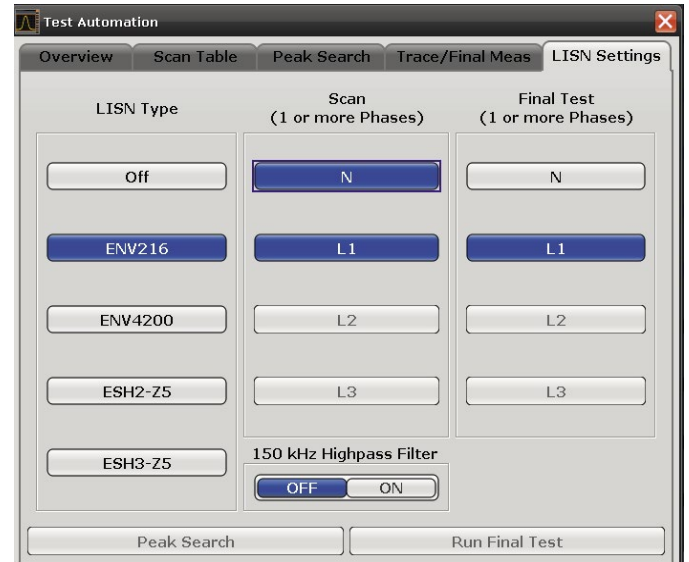 Test Automation
Overview
Scan Table
Peak Search
Trace/Final Meas
LISN Settings
LISN Type
Scan
(1 or more Phases)
Final Test
(1 or more Phases)
Off
N
N
ENV216
L1
L1
ENV4200
L2
L2
ESH2-Z5
L3
L3
ESH3-Z5
150 kHz Highpass Filter
OFF
ON
Peak Search
Run Final Test